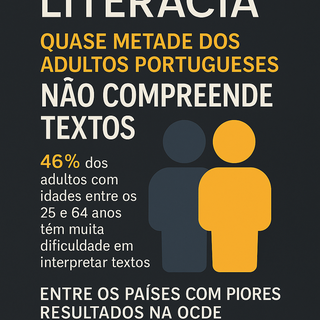 LITERACIA
QUASE METADE DOS
ADULTOS PORTUGUESES
NÃO COMPREENDE
TEXTOS
46% dos
adultos com
idades entre os
25 e 64 anos
tém muita
dificuldade em
interpretar textos
ENTRE OS PAÍSES COM PIORES
RESULTADOS NA OCDE